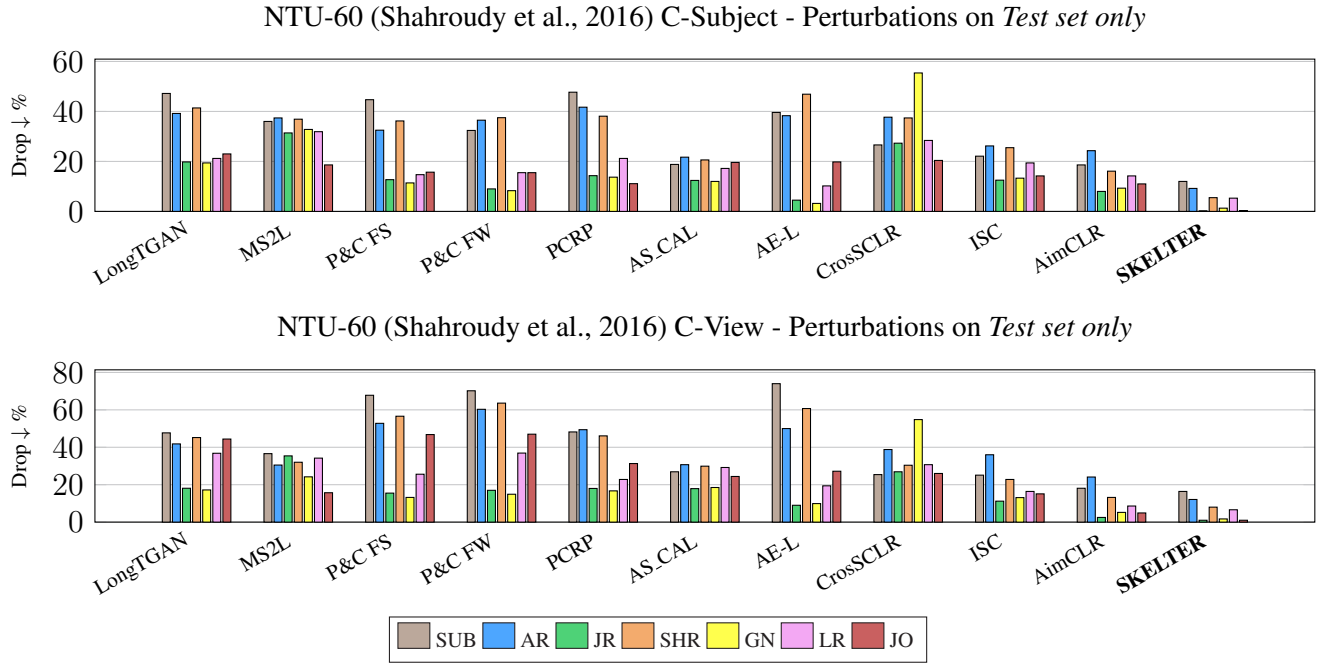 NTU-60 (Shahroudy et al., 2016) C-Subject - Perturbations on Test set only
Drop ↓ %
60
40
20
0
LongTGAN MS2L P&C FS P&C FW PCRP AS_CAL AE-L CrosSCLR ISC AimCLR SKELTER
NTU-60 (Shahroudy et al., 2016) C-View - Perturbations on Test set only
Drop ↓ %
80
60
40
20
0
LongTGAN MS2L P&C FS P&C FW PCRP AS_CAL AE-L CrosSCLR ISC AimCLR SKELTER
SUB AR JR SHR GN LR JO